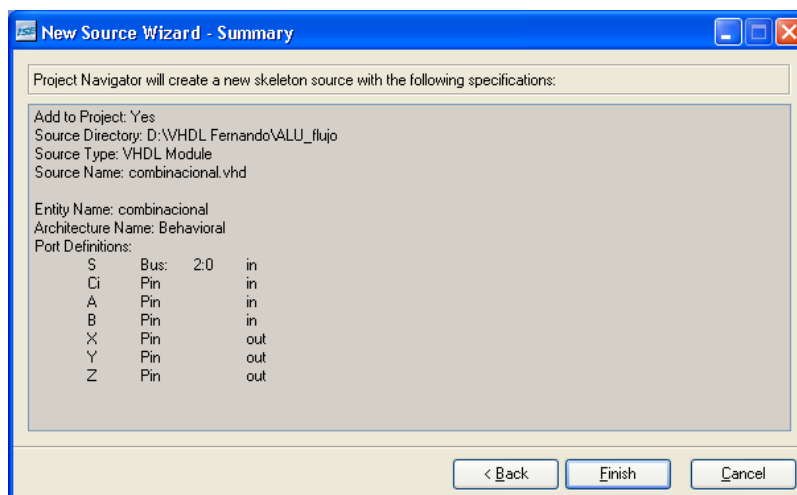 ISE New Source Wizard - Summary
Project Navigator will create a new skeleton source with the following specifications:
Add to Project: Yes
Source Directory: D:\VHDL Fernando\ALU_flujo
Source Type: VHDL Module
Source Name: combinacional.vhd
Entity Name: combinacional
Architecture Name: Behavioral
Port Definitions:
S Bus: 2:0 in
Ci Pin in
A Pin in
B Pin in
X Pin out
Y Pin out
Z Pin out
< Back Finish Cancel